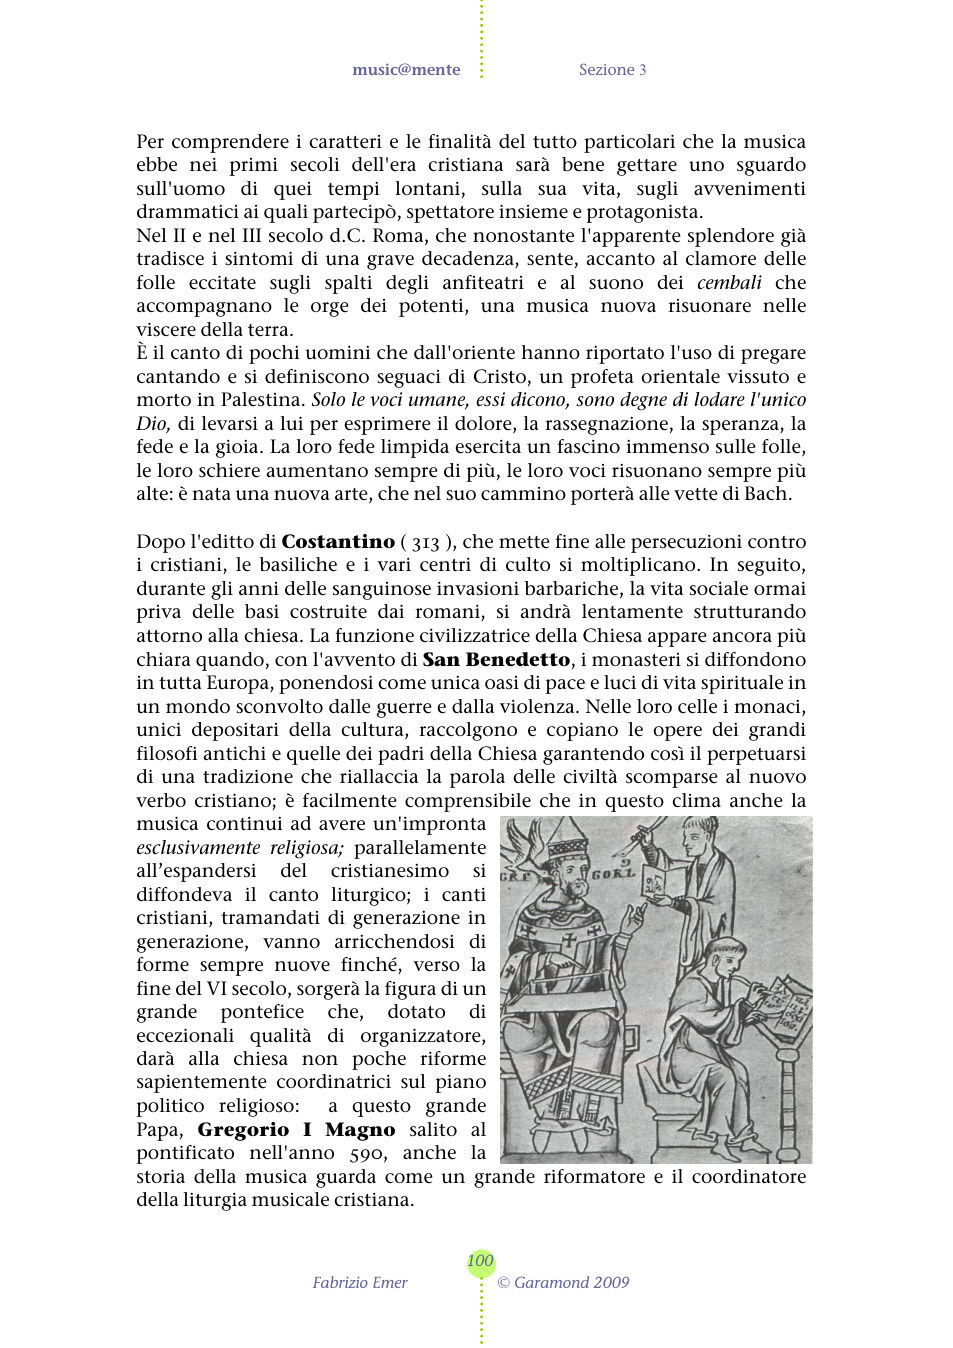 music@mente Sezione 3
Per comprendere i caratteri e le finalità del tutto particolari che la musica
ebbe nei primi secoli dell'era cristiana sarà bene gettare uno sguardo
sull'uomo di quei tempi lontani, sulla sua vita, sugli avvenimenti
drammatici ai quali partecipò, spettatore insieme e protagonista.
Nel II e nel III secolo d.C. Roma, che nonostante l'apparente splendore già
tradisce i sintomi di una grave decadenza, sente, accanto al clamore delle
folle eccitate sugli spalti degli anfiteatri e al suono dei cembali che
accompagnano le orge dei potenti, una musica nuova risuonare nelle
viscere della terra.
È il canto di pochi uomini che dall'oriente hanno riportato l'uso di pregare
cantando e si definiscono seguaci di Cristo, un profeta orientale vissuto e
morto in Palestina. Solo le voci umane, essi dicono, sono degne di lodare l'unico
Dio, di levarsi a lui per esprimere il dolore, la rassegnazione, la speranza, la
fede e la gioia. La loro fede limpida esercita un fascino immenso sulle folle,
le loro schiere aumentano sempre di più, le loro voci risuonano sempre più
alte: è nata una nuova arte, che nel suo cammino porterà alle vette di Bach.
Dopo l'editto di Costantino ( 313 ), che mette fine alle persecuzioni contro
i cristiani, le basiliche e i vari centri di culto si moltiplicano. In seguito,
durante gli anni delle sanguinose invasioni barbariche, la vita sociale ormai
priva delle basi costruite dai romani, si andrà lentamente strutturando
attorno alla chiesa. La funzione civilizzatrice della Chiesa appare ancora più
chiara quando, con l'avvento di San Benedetto, i monasteri si diffondono
in tutta Europa, ponendosi come unica oasi di pace e luci di vita spirituale in
un mondo sconvolto dalle guerre e dalla violenza. Nelle loro celle i monaci,
unici depositari della cultura, raccolgono e copiano le opere dei grandi
filosofi antichi e quelle dei padri della Chiesa garantendo così il perpetuarsi
di una tradizione che riallaccia la parola delle civiltà scomparse al nuovo
verbo cristiano; è facilmente comprensibile che in questo clima anche la
musica continui ad avere un'impronta
esclusivamente religiosa; parallelamente
all’espandersi del cristianesimo si
diffondeva il canto liturgico; i canti
cristiani, tramandati di generazione in
generazione, vanno arricchendosi di
forme sempre nuove finché, verso la
fine del VI secolo, sorgerà la figura di un
grande pontefice che, dotato di
eccezionali qualità di organizzatore,
darà alla chiesa non poche riforme
sapientemente coordinatrici sul piano
politico religioso: a questo grande
Papa, Gregorio I Magno salito al
pontificato nell'anno 590, anche la
storia della musica guarda come un grande riformatore e il coordinatore
della liturgia musicale cristiana.
100
Fabrizio Emer © Garamond 2009